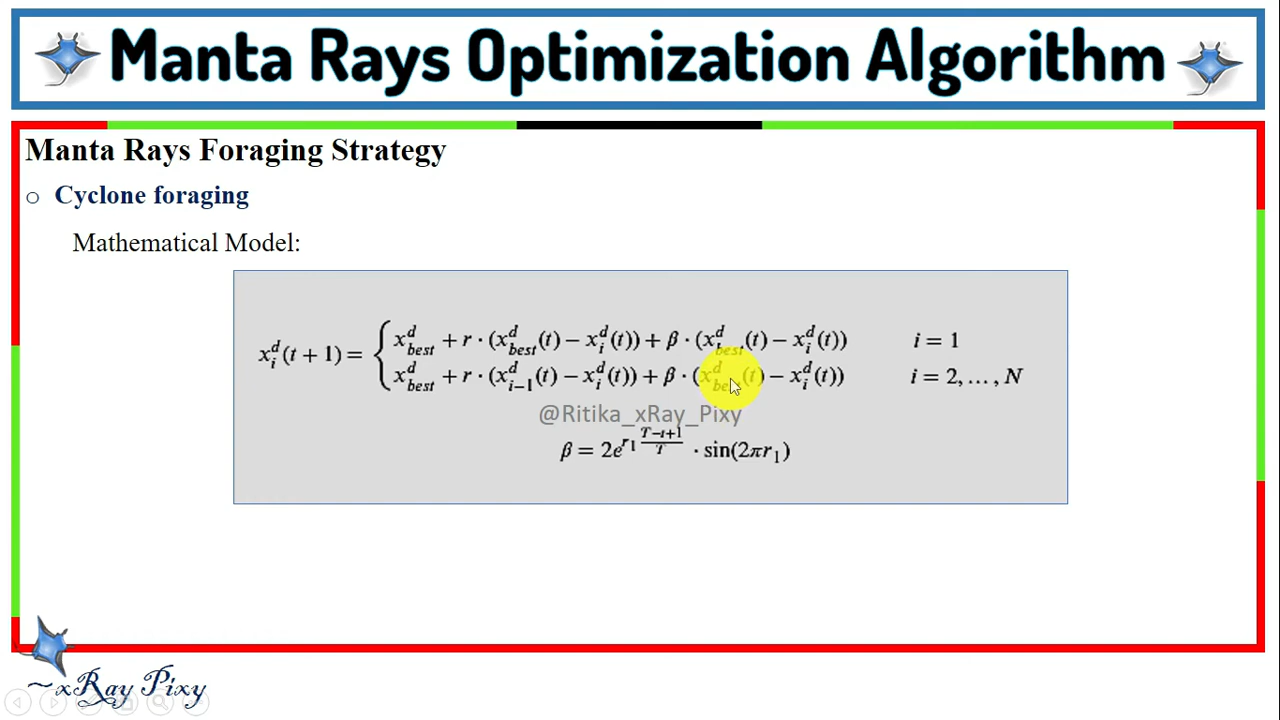 Manta Rays Optimization Algorithm
Manta Rays Foraging Strategy
○ Cyclone foraging
Mathematical Model:
x_i^d(t + 1) = { x_best^d + r · (x_best^d(t) − x_i^d(t)) + β · (x_best^d(t) − x_i^d(t))    i = 1
x_best^d + r · (x_{i−1}^d(t) − x_i^d(t)) + β · (x_best^d(t) − x_i^d(t))    i = 2, … , N
@Ritika_xRay_Pixy
β = 2e^{r_1 \frac{T−t+1}{T}} · sin(2πr_1)
~xRay Pixy